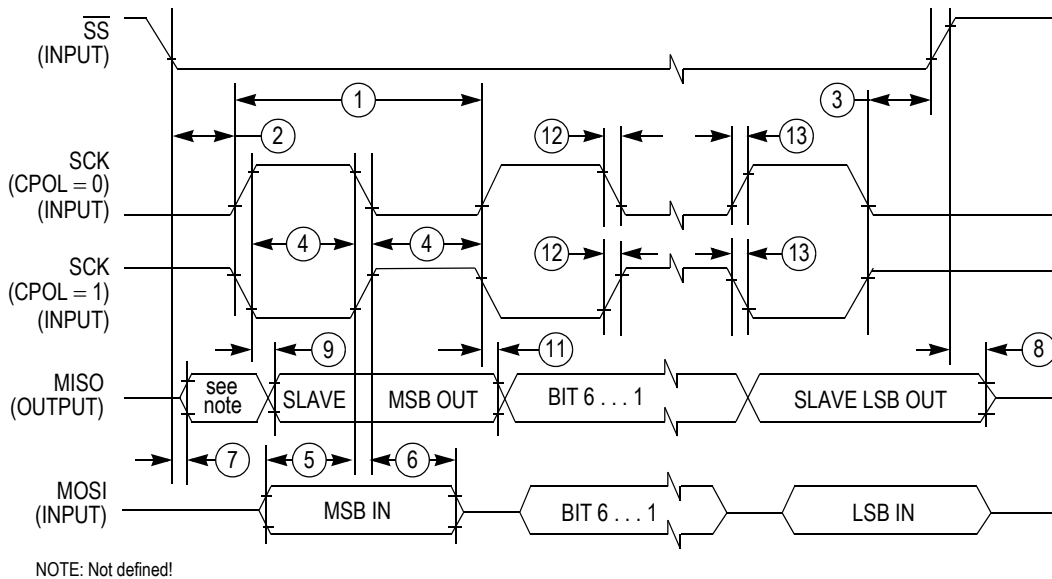 SS
(INPUT)
1
3
2
12
13
SCK
(CPOL = 0)
(INPUT)
4
4
12
13
SCK
(CPOL = 1)
(INPUT)
9
11
8
MISO
(OUTPUT)
see
note
SLAVE
MSB OUT
BIT 6 . . . 1
SLAVE LSB OUT
7
5
6
MOSI
(INPUT)
MSB IN
BIT 6 . . . 1
LSB IN
NOTE: Not defined!